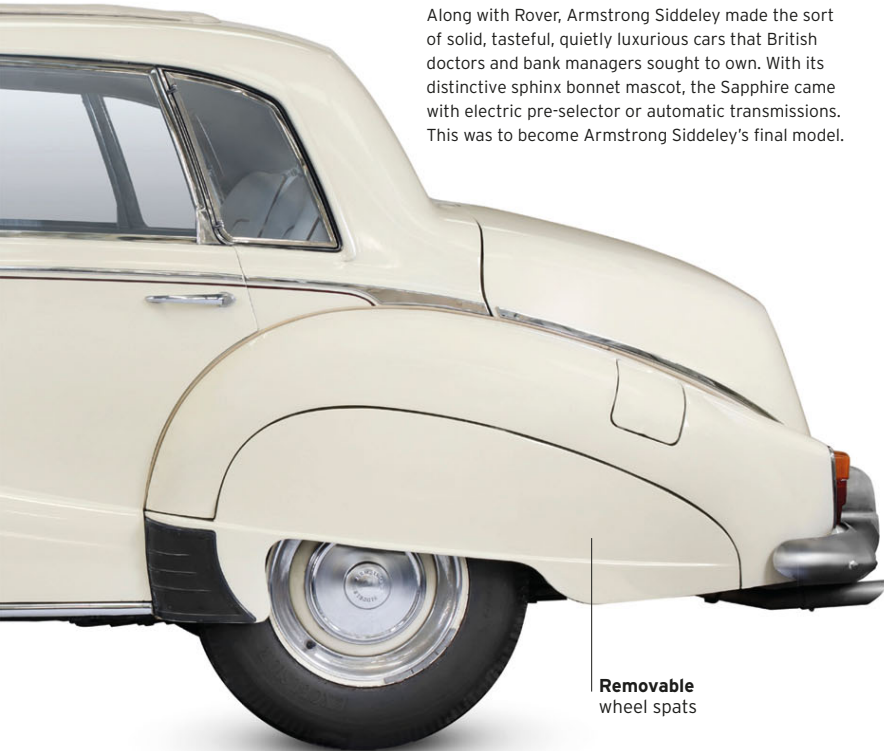 Along with Rover, Armstrong Siddeley made the sort
of solid, tasteful, quietly luxurious cars that British
doctors and bank managers sought to own. With its
distinctive sphinx bonnet mascot, the Sapphire came
with electric pre-selector or automatic transmissions.
This was to become Armstrong Siddeley’s final model.
Removable
wheel spats